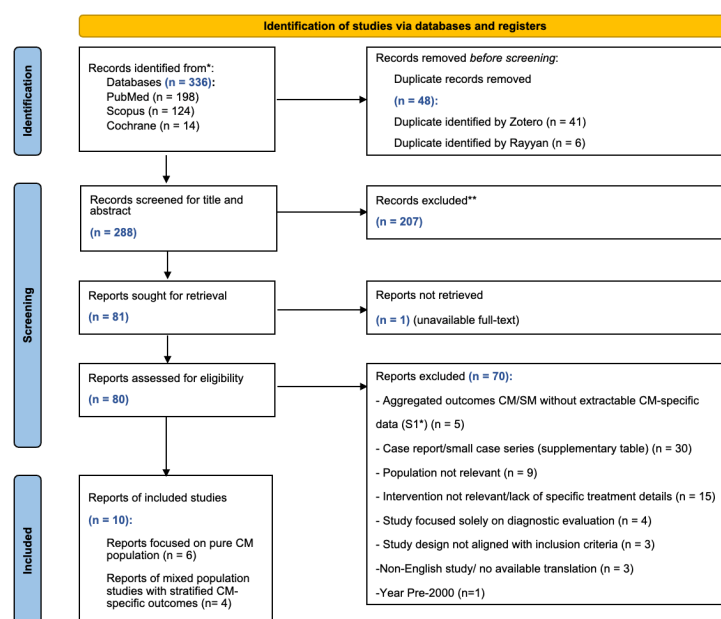 Identification of studies via databases and registers
Identification
Records identified from*:
Databases (n = 336):
PubMed (n = 198)
Scopus (n = 124)
Cochrane (n = 14)
Records removed before screening:
Duplicate records removed
(n = 48):
Duplicate identified by Zotero (n = 41)
Duplicate identified by Rayyan (n = 6)
Screening
Records screened for title and
abstract
(n = 288)
Records excluded**
(n = 207)
Reports sought for retrieval
(n = 81)
Reports not retrieved
(n = 1) (unavailable full-text)
Reports assessed for eligibility
(n = 80)
Reports excluded (n = 70):
- Aggregated outcomes CM/SM without extractable CM-specific
data (S1*) (n = 5)
- Case report/small case series (supplementary table) (n = 30)
- Population not relevant (n = 9)
- Intervention not relevant/lack of specific treatment details (n = 15)
- Study focused solely on diagnostic evaluation (n = 4)
- Study design not aligned with inclusion criteria (n = 3)
-Non-English study/ no available translation (n = 3)
-Year Pre-2000 (n=1)
Included
Reports of included studies
(n = 10):
Reports focused on pure CM
population (n = 6)
Reports of mixed population
studies with stratified CM-
specific outcomes (n= 4)